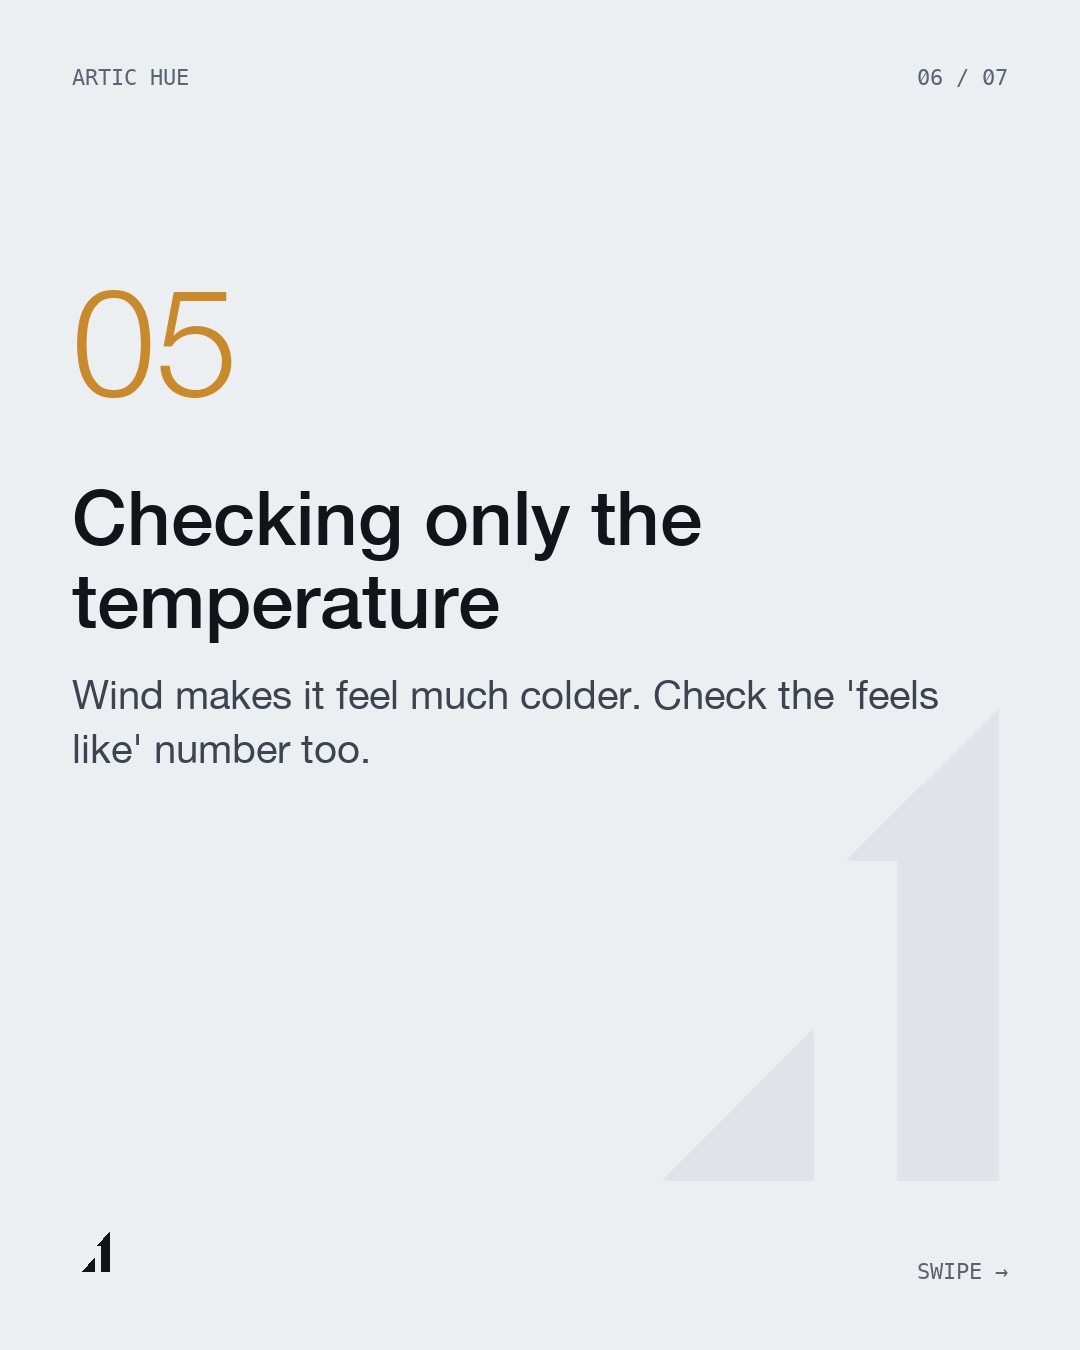 ARTIC HUE
06 / 07
05
Checking only the
temperature
Wind makes it feel much colder. Check the 'feels
like' number too.
SWIPE →